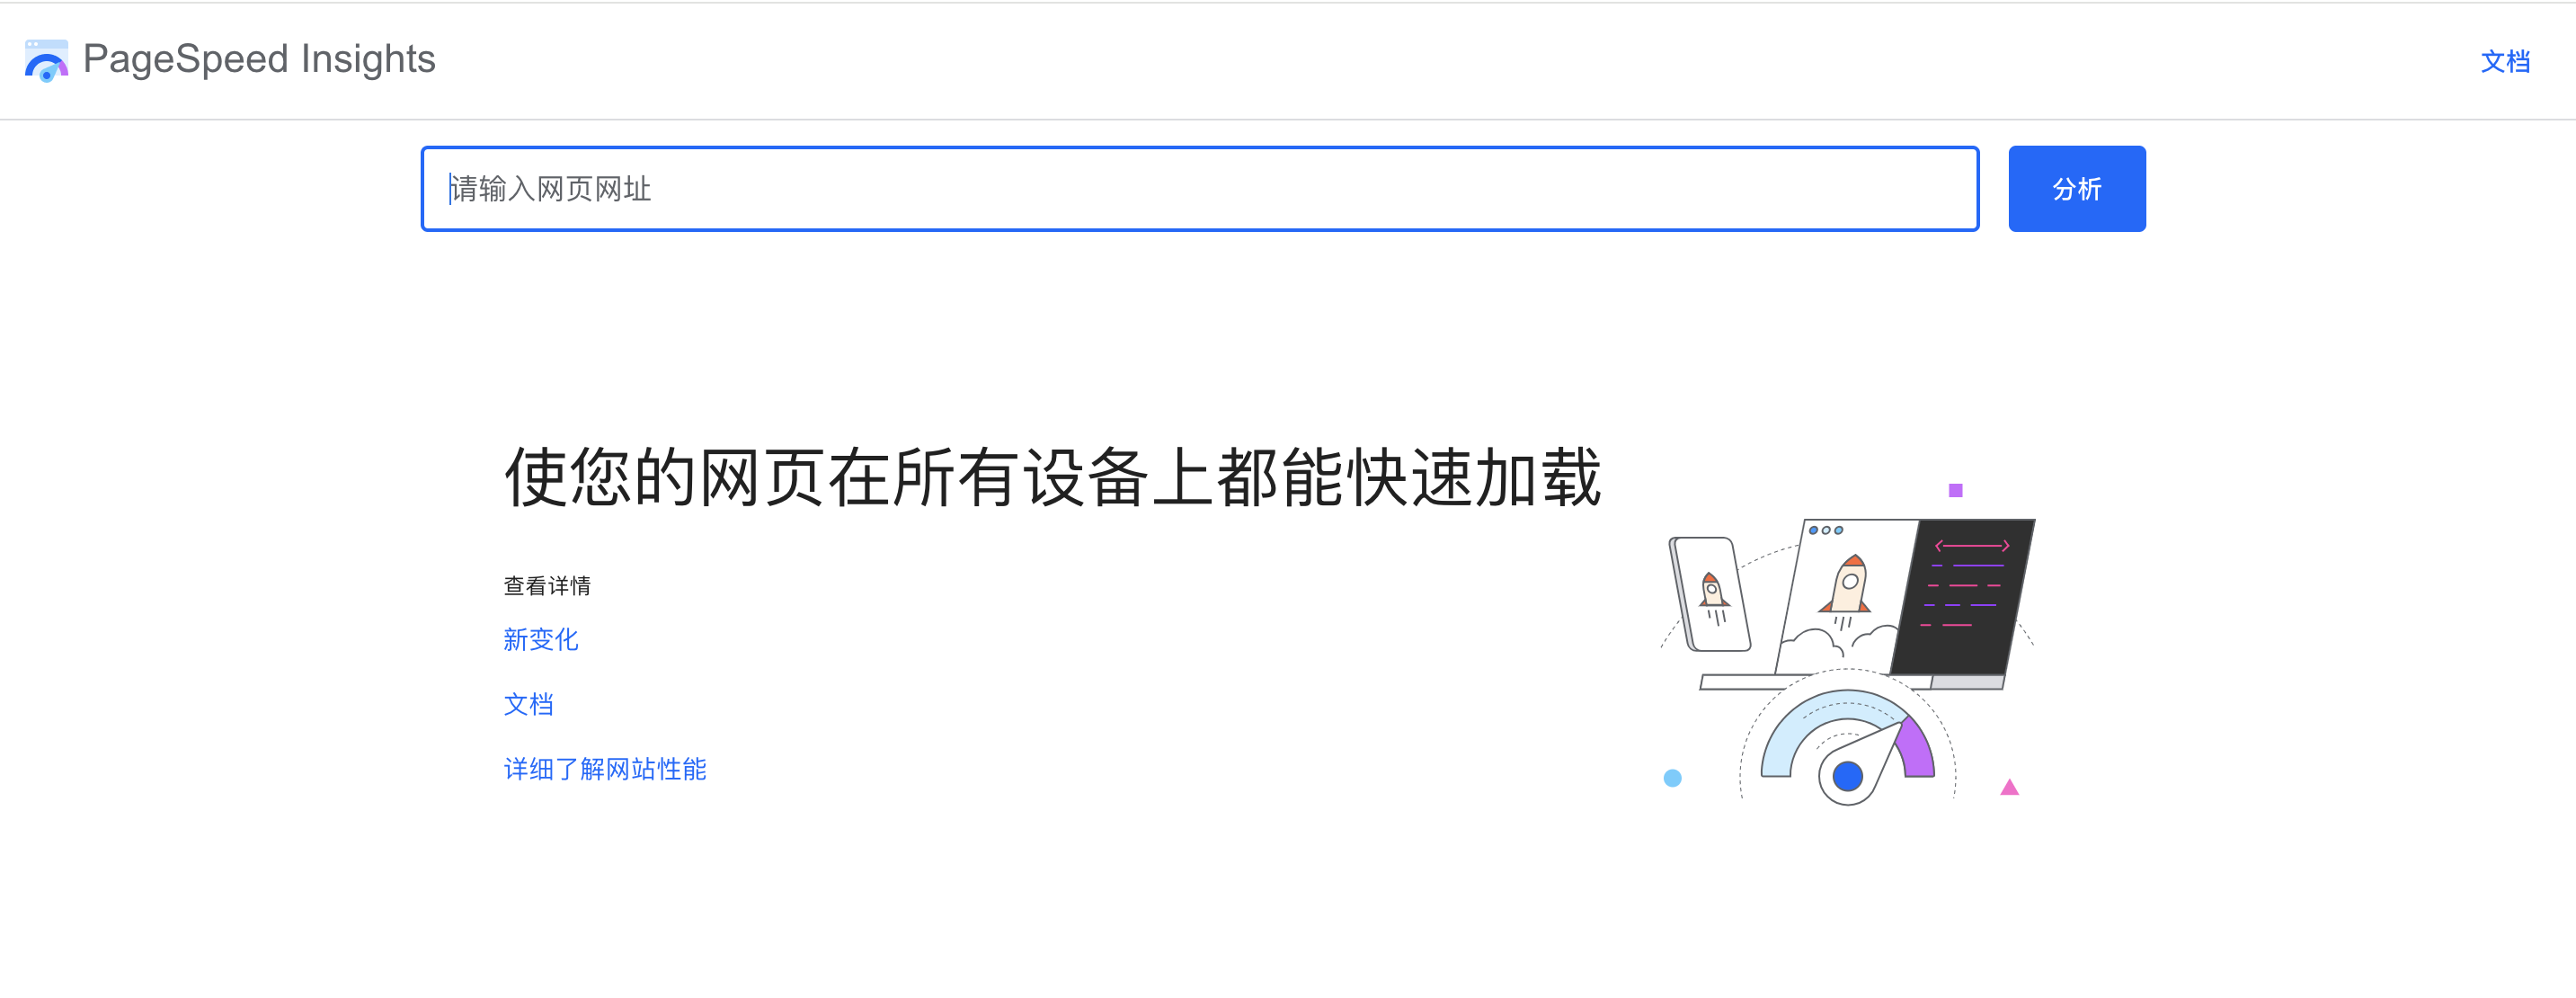 PageSpeed Insights
文档
请输入网页网址
分析
使您的网页在所有设备上都能快速加载
查看详情
新变化
文档
详细了解网站性能